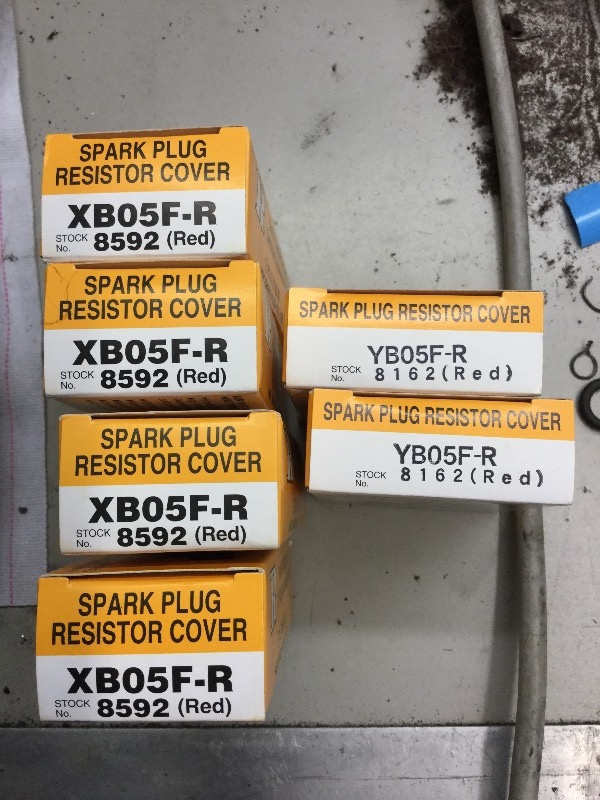 SPARK PLUG
RESISTOR COVER
XB05F-R
STOCK No. 8592 (Red)
SPARK PLUG
RESISTOR COVER
XB05F-R
STOCK No. 8592 (Red)
SPARK PLUG
RESISTOR COVER
XB05F-R
STOCK No. 8592 (Red)
SPARK PLUG
RESISTOR COVER
XB05F-R
STOCK No. 8592 (Red)
SPARK PLUG RESISTOR COVER
YB05F-R
STOCK No. 8162(Red)
SPARK PLUG RESISTOR COVER
YB05F-R
STOCK No. 8162(Red)